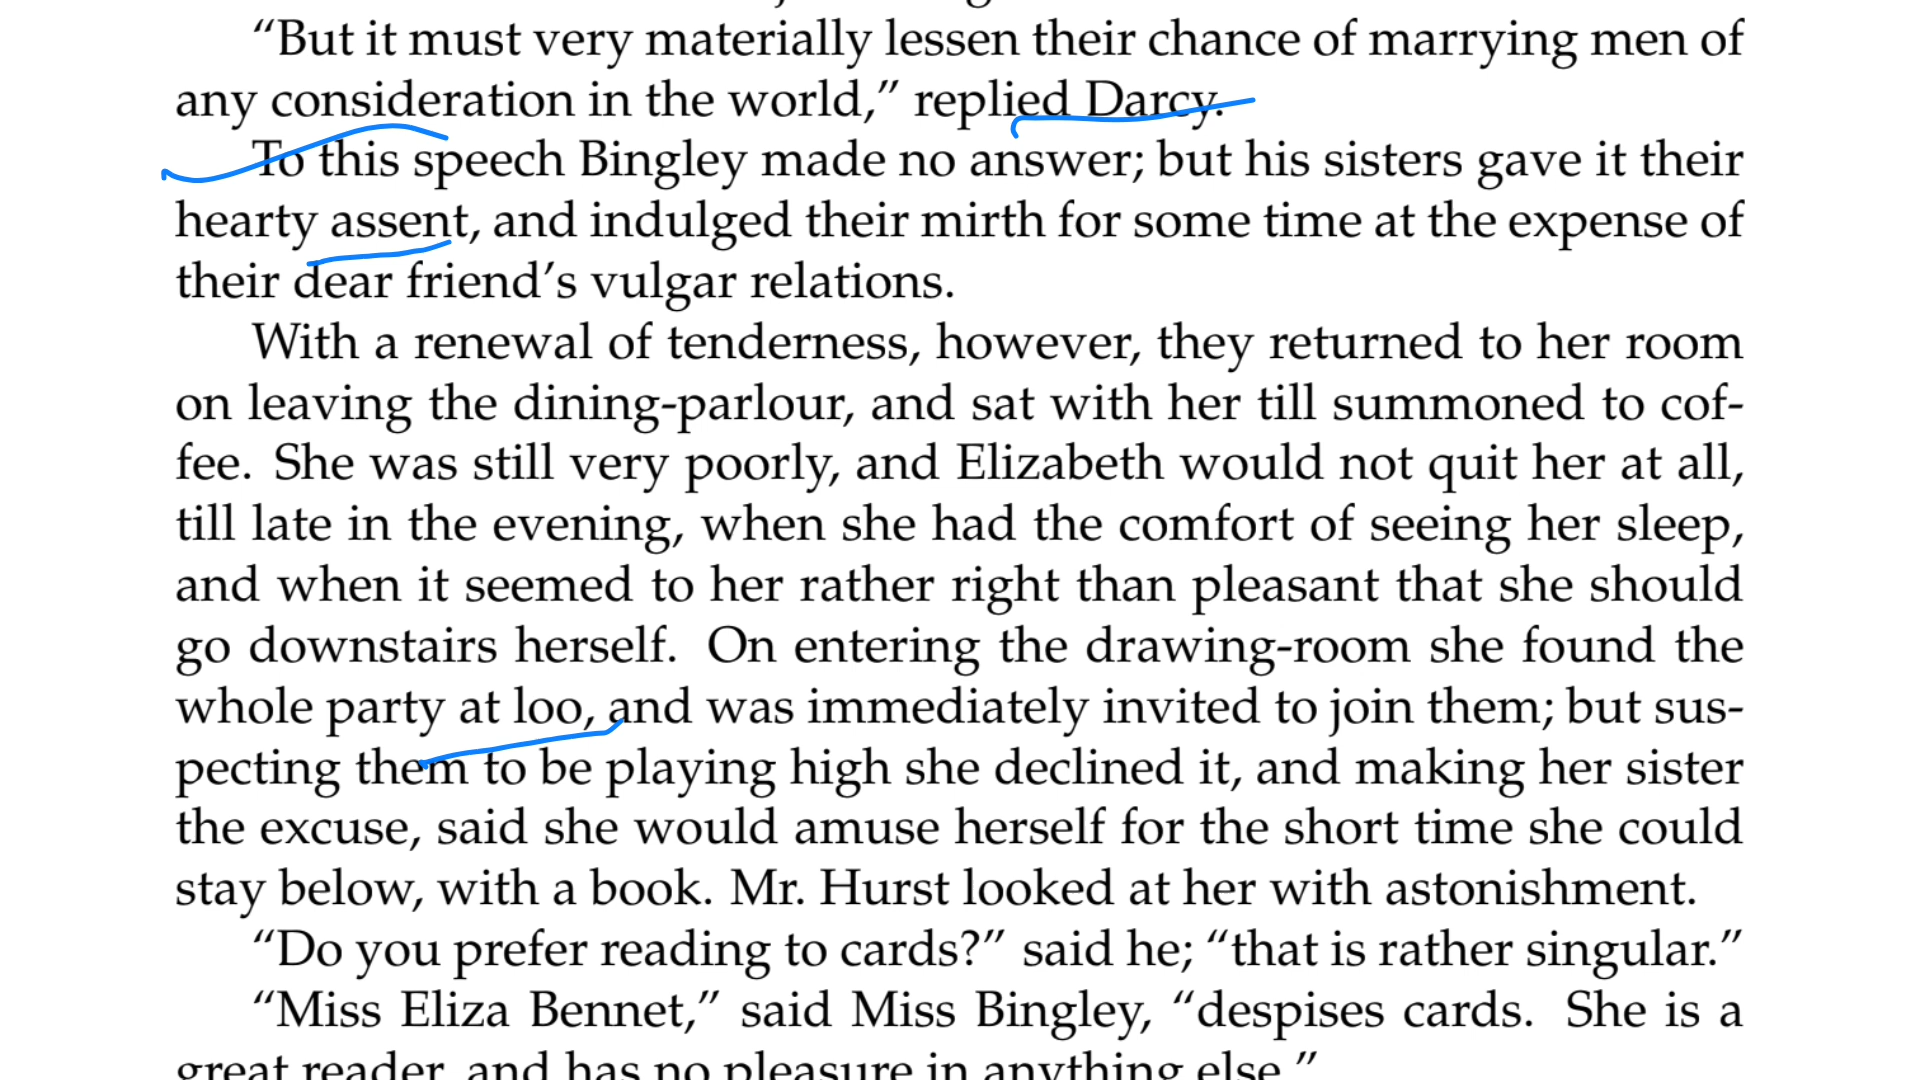 “But it must very materially lessen their chance of marrying men of
any consideration in the world,” replied Darcy.
To this speech Bingley made no answer; but his sisters gave it their
hearty assent, and indulged their mirth for some time at the expense of
their dear friend’s vulgar relations.
With a renewal of tenderness, however, they returned to her room
on leaving the dining-parlour, and sat with her till summoned to cof-
fee. She was still very poorly, and Elizabeth would not quit her at all,
till late in the evening, when she had the comfort of seeing her sleep,
and when it seemed to her rather right than pleasant that she should
go downstairs herself. On entering the drawing-room she found the
whole party at loo, and was immediately invited to join them; but sus-
pecting them to be playing high she declined it, and making her sister
the excuse, said she would amuse herself for the short time she could
stay below, with a book. Mr. Hurst looked at her with astonishment.
“Do you prefer reading to cards?” said he; “that is rather singular.”
“Miss Eliza Bennet,” said Miss Bingley, “despises cards. She is a
great reader, and has no pleasure in anything else.”